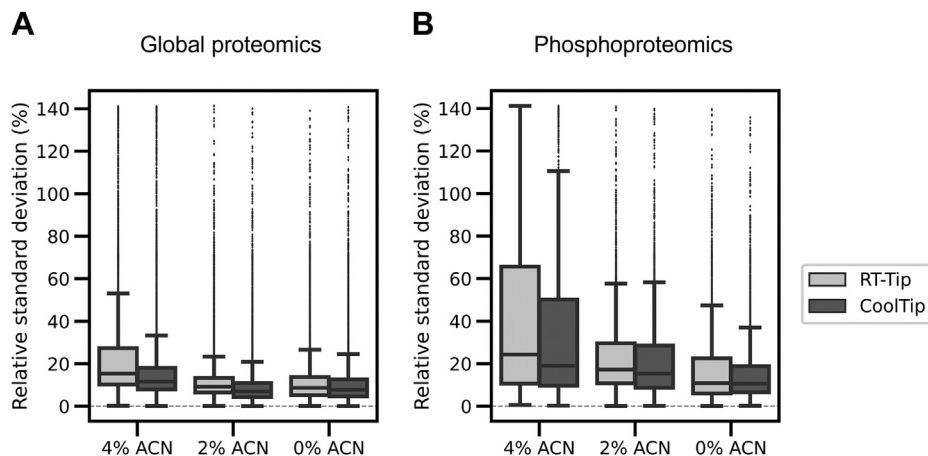 A
Global proteomics
Relative standard deviation (%)
140
120
100
80
60
40
20
0
4% ACN 2% ACN 0% ACN
B
Phosphoproteomics
Relative standard deviation (%)
140
120
100
80
60
40
20
0
4% ACN 2% ACN 0% ACN
RT-Tip
CoolTip